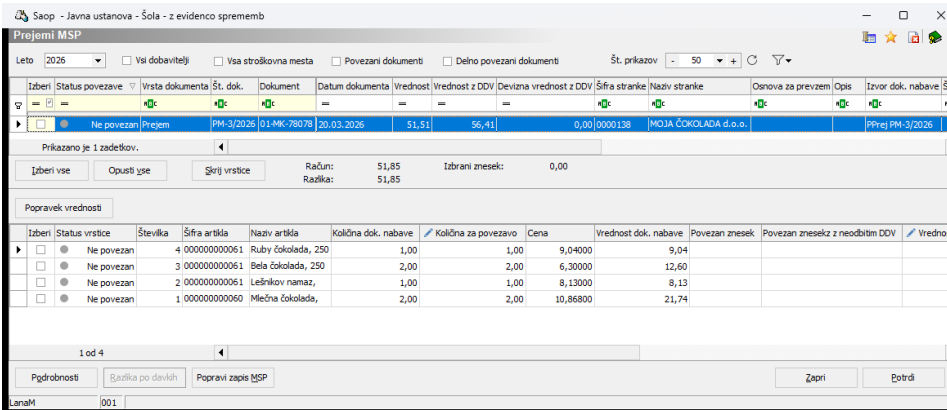 Saop - Javna ustanova - Šola - z evidenco sprememb
Prejemi MSP
Leto 2026 Vsi dobavitelji Vsa stroškovna mesta Povezani dokumenti Delno povezani dokumenti Št. prikazov - 50 +
Izberi Status povezave Vrsta dokumenta Št. dok. Dokument Datum dokumenta Vrednost Vrednost z DDV Devizna vrednost z DDV Šifra stranke Naziv stranke Osnova za prevzem Opis Izvor dok. nabave Š
Ne povezan Prejem PM-3/2026 01-MK-78078 20.03.2026 51,51 56,41 0,00 0000138 MOJA ČOKOLADA d.o.o. PPrej PM-3/2026
Prikazano je 1 zadetkov.
Izberi vse Opusti vse Skrij vrstice Račun: 51,85 Izbrani znesek: 0,00
Razlika: 51,85
Popravek vrednosti
Izberi Status vrstice Številka Šifra artikla Naziv artikla Količina dok. nabave Količina za povezavo Cena Vrednost dok. nabave Povezan znesek Povezan znesekz z neodbitim DDV Vredno
Ne povezan 4 000000000061 Ruby čokolada, 250 1,00 1,00 9,04000 9,04
Ne povezan 3 000000000061 Bela čokolada, 250 2,00 2,00 6,30000 12,60
Ne povezan 2 000000000061 Lešnikov namaz, 1,00 1,00 8,13000 8,13
Ne povezan 1 000000000060 Mlečna čokolada, 2,00 2,00 10,86800 21,74
1 od 4
Podrobnosti Razlika po davkih Popravi zapis MSP Zapri Potrdi
LanaM 001